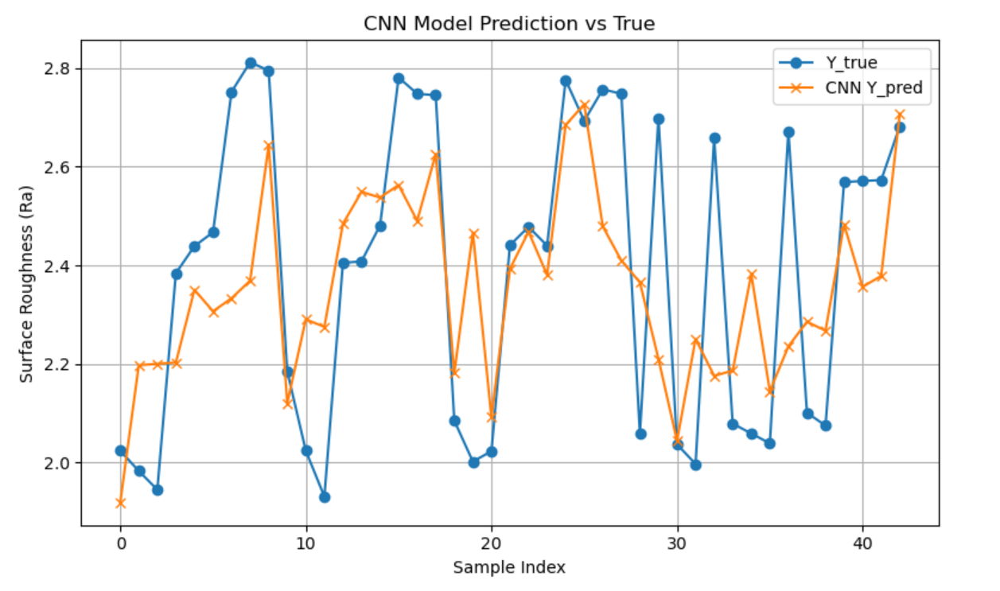 CNN Model Prediction vs True
Y_true
CNN Y_pred
Surface Roughness (Ra)
2.8
2.6
2.4
2.2
2.0
0 10 20 30 40
Sample Index